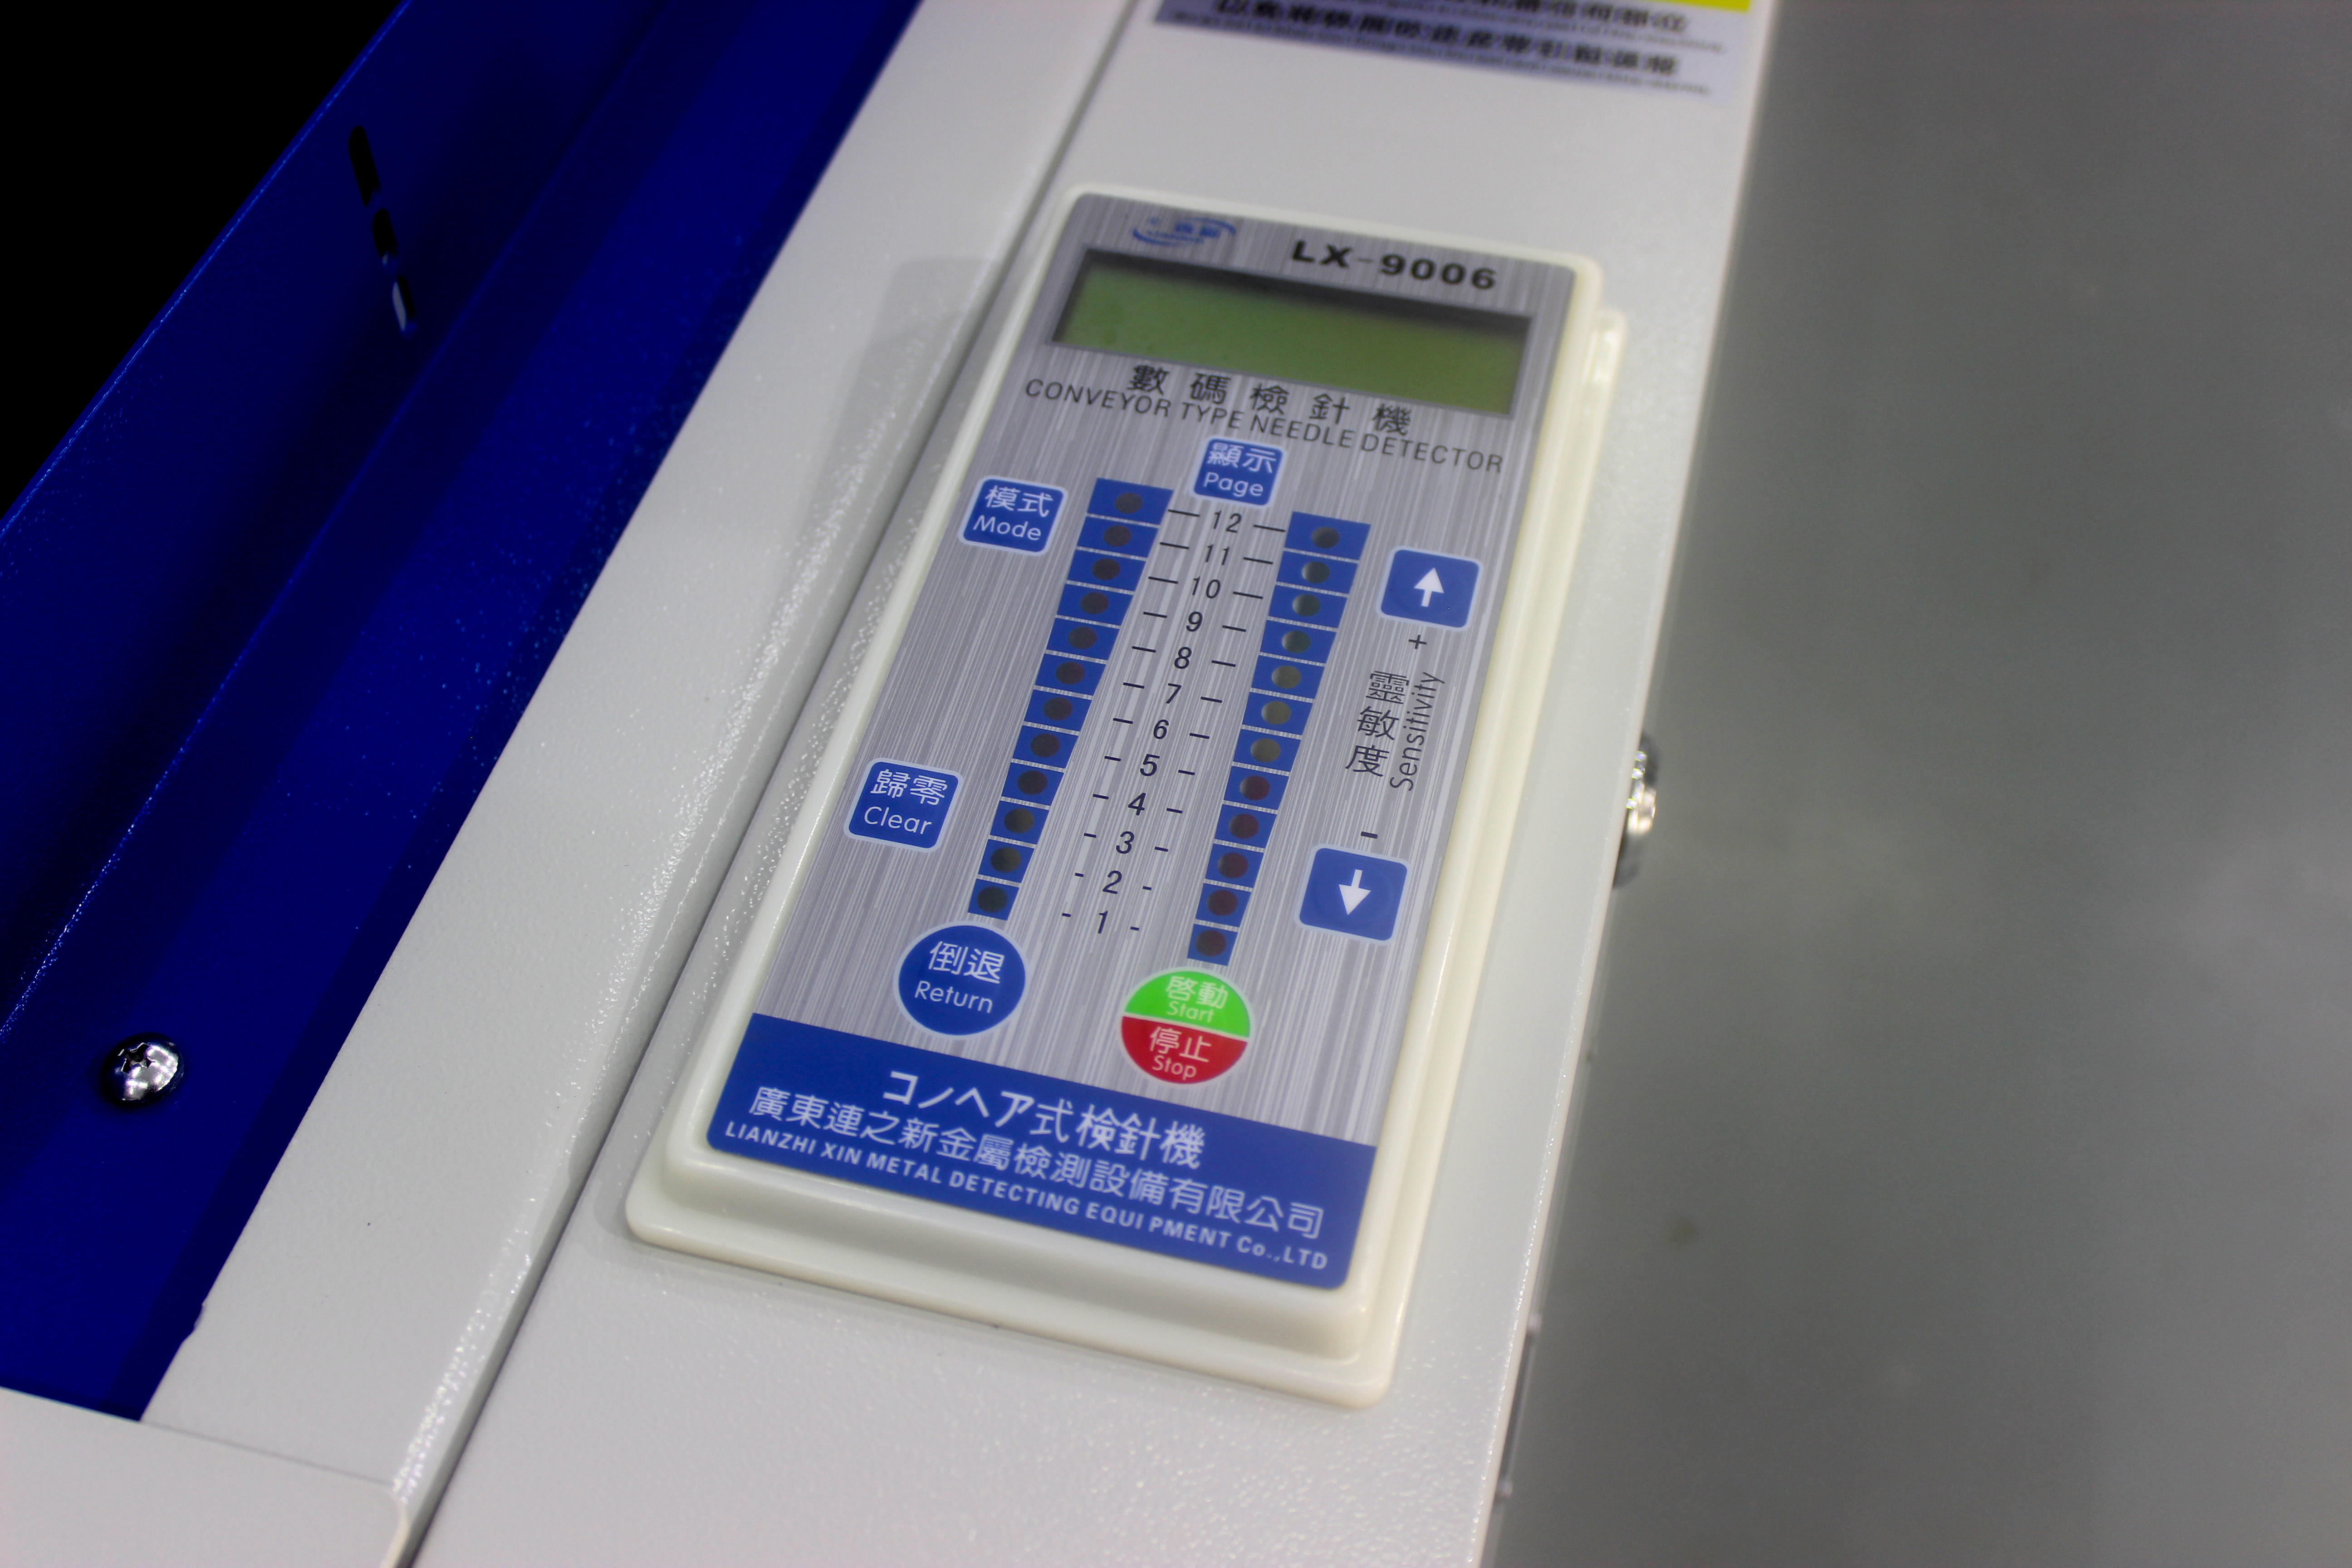 LX-9006
數碼檢針機
CONVEYOR TYPE NEEDLE DETECTOR
顯示
Page
模式
Mode
12
11
10
9
8
7
6
5
4
3
2
1
+
靈敏度
Sensitivity
-
歸零
Clear
倒退
Return
啓動
Start
停止
Stop
コノヘア式検針機
廣東連之新金屬檢測設備有限公司
LIANZHI XIN METAL DETECTING EQUI PMENT Co.,LTD